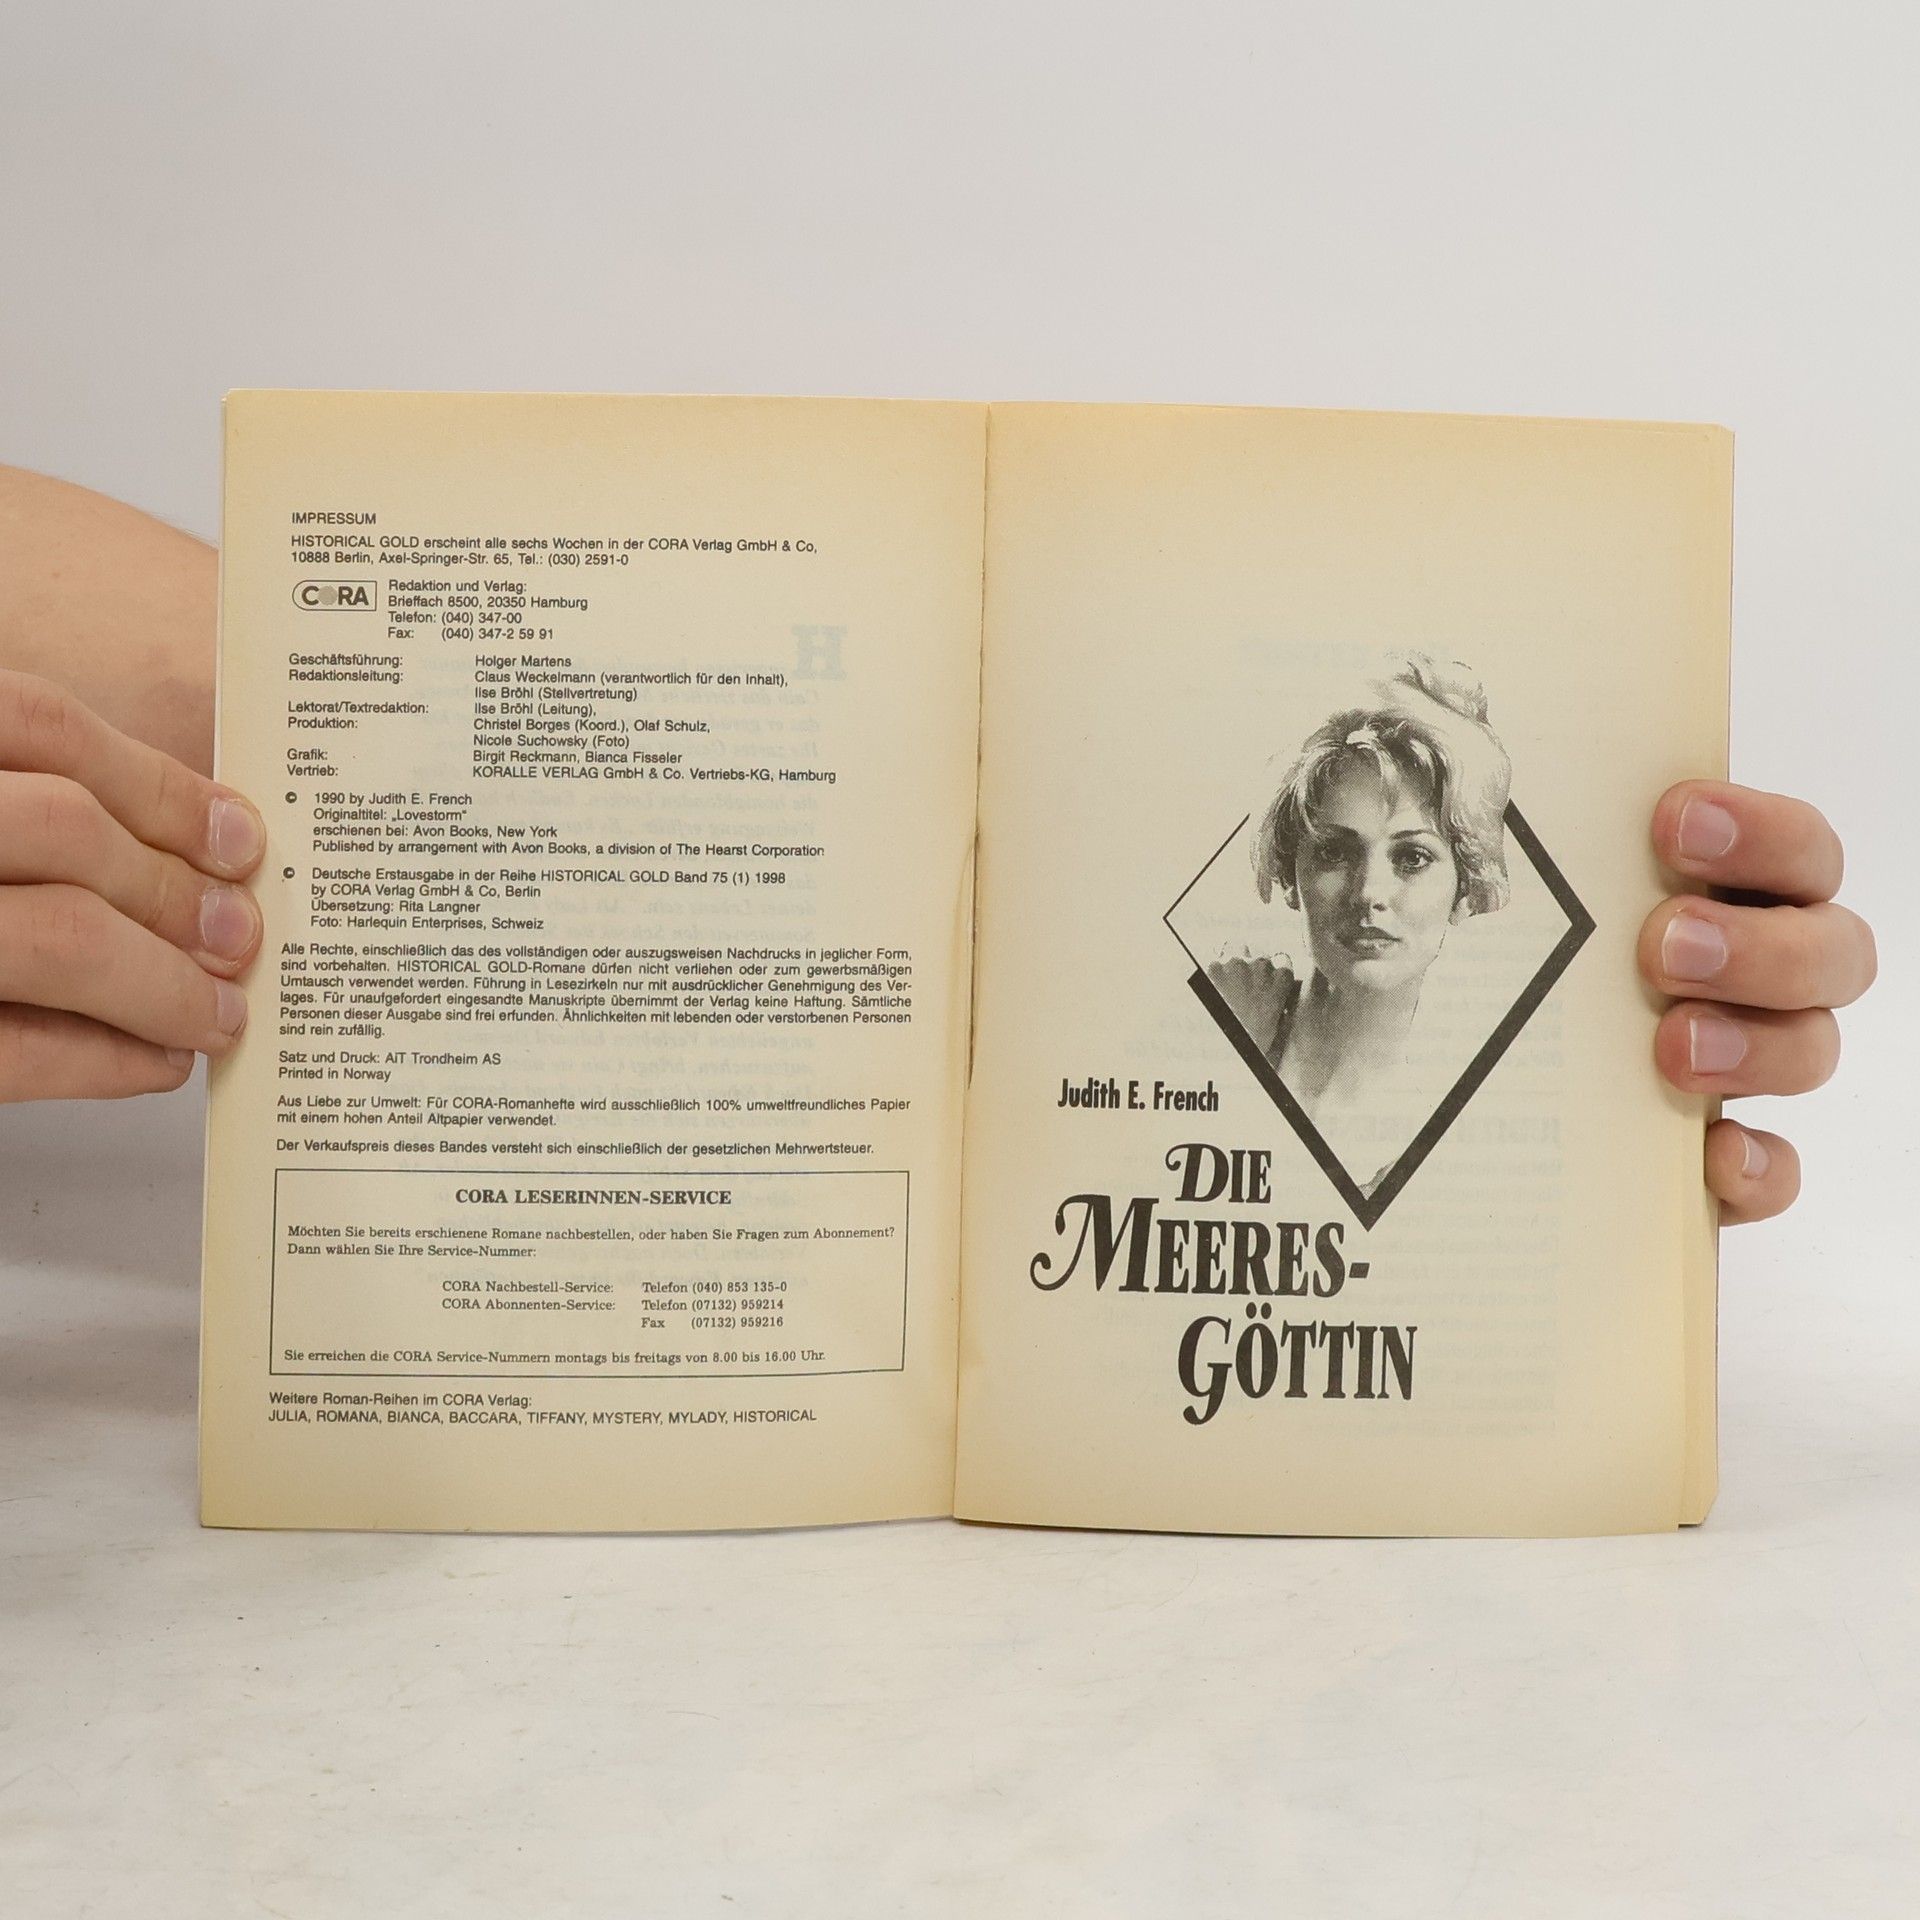 IMPRESSUM
HISTORICAL GOLD erscheint alle sechs Wochen in der CORA Verlag GmbH & Co,
10888 Berlin, Axel-Springer-Str. 65, Tel.: (030) 2591-0
CORA
Redaktion und Verlag:
Brieffach 8500, 20350 Hamburg
Telefon: (040) 347-00
Fax: (040) 347-2 59 91
Geschäftsführung: Holger Martens
Redaktionsleitung: Claus Weckelmann (verantwortlich für den Inhalt),
Ilse Bröhl (Stellvertretung)
Lektorat/Textredaktion: Ilse Bröhl (Leitung),
Produktion: Christel Borges (Koord.), Olaf Schulz,
Nicole Suchowsky (Foto)
Grafik: Birgit Reckmann, Bianca Fisseler
Vertrieb: KORALLE VERLAG GmbH & Co. Vertriebs-KG, Hamburg
© 1990 by Judith E. French
Originaltitel: „Lovestorm“
erschienen bei: Avon Books, New York
Published by arrangement with Avon Books, a division of The Hearst Corporation
© Deutsche Erstausgabe in der Reihe HISTORICAL GOLD Band 75 (1) 1998
by CORA Verlag GmbH & Co, Berlin
Übersetzung: Rita Langner
Foto: Harlequin Enterprises, Schweiz
Alle Rechte, einschließlich das des vollständigen oder auszugsweisen Nachdrucks in jeglicher Form,
sind vorbehalten. HISTORICAL GOLD-Romane dürfen nicht verliehen oder zum gewerbsmäßigen
Umtausch verwendet werden. Führung in Lesezirkeln nur mit ausdrücklicher Genehmigung des Ver-
lages. Für unaufgefordert eingesandte Manuskripte übernimmt der Verlag keine Haftung. Sämtliche
Personen dieser Ausgabe sind frei erfunden. Ähnlichkeiten mit lebenden oder verstorbenen Personen
sind rein zufällig.
Satz und Druck: AiT Trondheim AS
Printed in Norway
Aus Liebe zur Umwelt: Für CORA-Romanhefte wird ausschließlich 100% umweltfreundliches Papier
mit einem hohen Anteil Altpapier verwendet.
Der Verkaufspreis dieses Bandes versteht sich einschließlich der gesetzlichen Mehrwertsteuer.
CORA LESERINNEN-SERVICE
Möchten Sie bereits erschienene Romane nachbestellen, oder haben Sie Fragen zum Abonnement?
Dann wählen Sie Ihre Service-Nummer:
CORA Nachbestell-Service: Telefon (040) 853 135-0
CORA Abonnenten-Service: Telefon (07132) 959214
Fax (07132) 959216
Sie erreichen die CORA Service-Nummern montags bis freitags von 8.00 bis 16.00 Uhr.
Weitere Roman-Reihen im CORA Verlag:
JULIA, ROMANA, BIANCA, BACCARA, TIFFANY, MYSTERY, MYLADY, HISTORICAL
Judith E. French
DIE
MEERES-
GÖTTIN